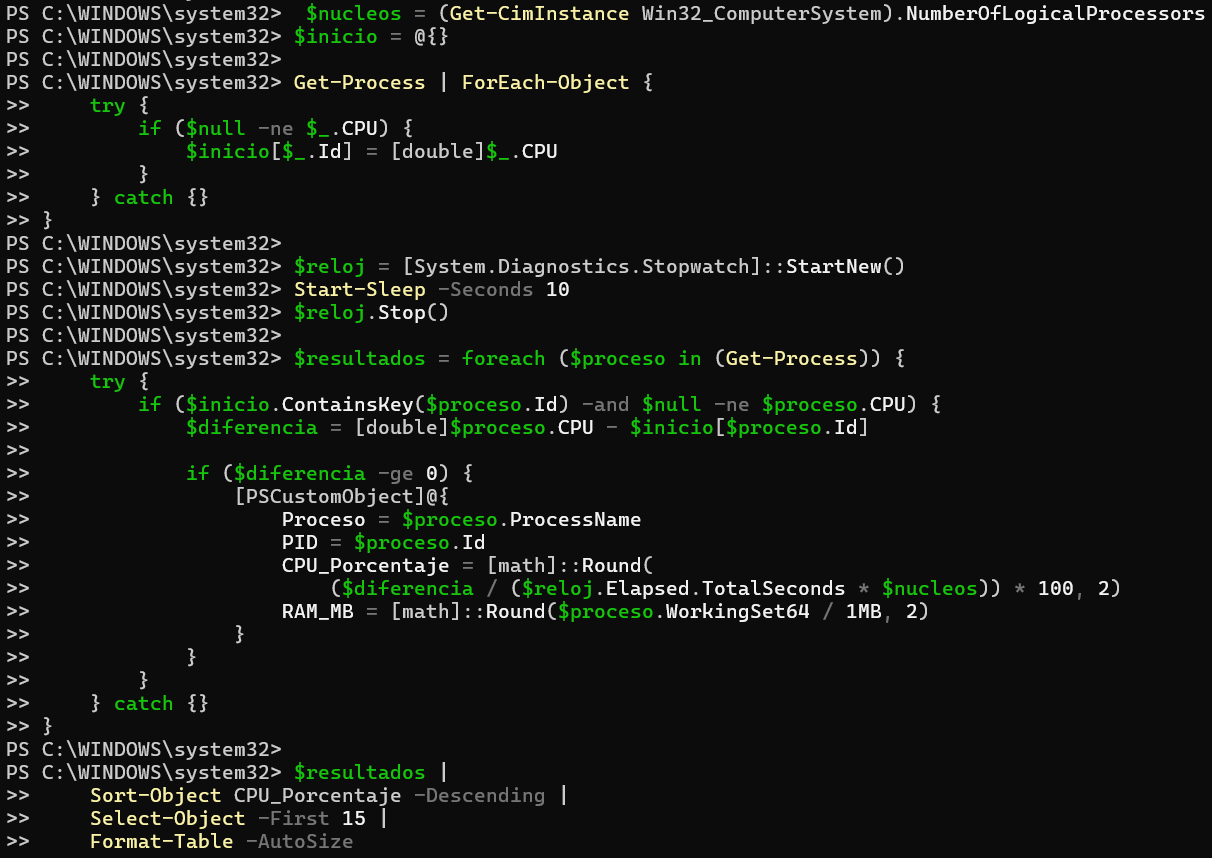 PS C:\WINDOWS\system32>  $nucleos = (Get-CimInstance Win32_ComputerSystem).NumberOfLogicalProcessors
PS C:\WINDOWS\system32> $inicio = @{}
PS C:\WINDOWS\system32>
PS C:\WINDOWS\system32> Get-Process | ForEach-Object {
>>     try {
>>         if ($null -ne $_.CPU) {
>>             $inicio[$_.Id] = [double]$_.CPU
>>         }
>>     } catch {}
>> }
PS C:\WINDOWS\system32>
PS C:\WINDOWS\system32> $reloj = [System.Diagnostics.Stopwatch]::StartNew()
PS C:\WINDOWS\system32> Start-Sleep -Seconds 10
PS C:\WINDOWS\system32> $reloj.Stop()
PS C:\WINDOWS\system32>
PS C:\WINDOWS\system32> $resultados = foreach ($proceso in (Get-Process)) {
>>     try {
>>         if ($inicio.ContainsKey($proceso.Id) -and $null -ne $proceso.CPU) {
>>             $diferencia = [double]$proceso.CPU - $inicio[$proceso.Id]
>>
>>             if ($diferencia -ge 0) {
>>                 [PSCustomObject]@{
>>                     Proceso = $proceso.ProcessName
>>                     PID = $proceso.Id
>>                     CPU_Porcentaje = [math]::Round(
>>                         ($diferencia / ($reloj.Elapsed.TotalSeconds * $nucleos)) * 100, 2)
>>                     RAM_MB = [math]::Round($proceso.WorkingSet64 / 1MB, 2)
>>                 }
>>             }
>>         }
>>     } catch {}
>> }
PS C:\WINDOWS\system32>
PS C:\WINDOWS\system32> $resultados |
>>     Sort-Object CPU_Porcentaje -Descending |
>>     Select-Object -First 15 |
>>     Format-Table -AutoSize